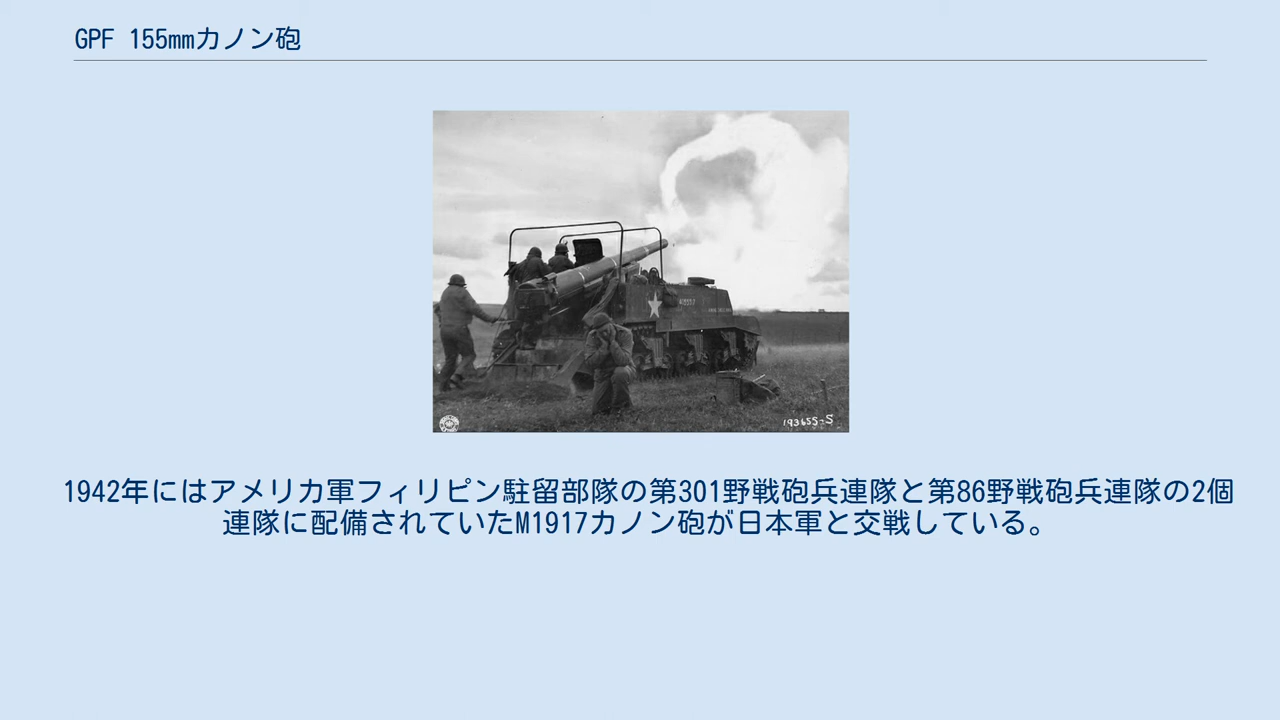 GPF 155mmカノン砲
193655-S
1942年にはアメリカ軍フィリピン駐留部隊の第301野戦砲兵連隊と第86野戦砲兵連隊の2個
連隊に配備されていたM1917カノン砲が日本軍と交戦している。